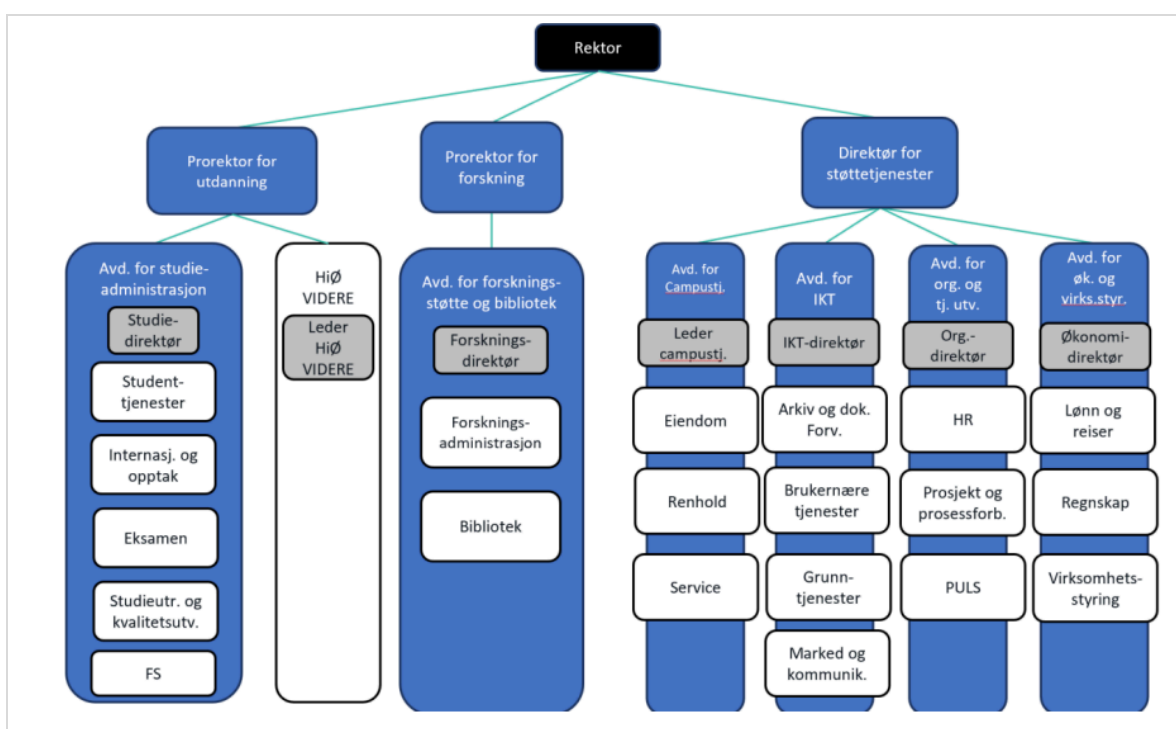 Rektor
Prorektor for
utdanning
Prorektor for
forskning
Direktør for
støttetjenester
Avd. for studie-
administrasjon
Studie-
direktør
Student-
tjenester
Internasj. og
opptak
Eksamen
Studieutr. og
kvalitetsutv.
FS
HiØ
VIDERE
Leder
HiØ
VIDERE
Avd. for forsknings-
støtte og bibliotek
Forsknings-
direktør
Forsknings-
administrasjon
Bibliotek
Avd. for
Campustj.
Leder
campustj.
Eiendom
Renhold
Service
Avd. for
IKT
IKT-direktør
Arkiv og dok.
Forv.
Brukernære
tjenester
Grunn-
tjenester
Marked og
kommunik.
Avd. for
org. og
tj. utv.
Org.-
direktør
HR
Prosjekt og
prosessforb.
PULS
Avd. for
øk. og
virks.styr.
Økonomi-
direktør
Lønn og
reiser
Regnskap
Virksomhets-
styring